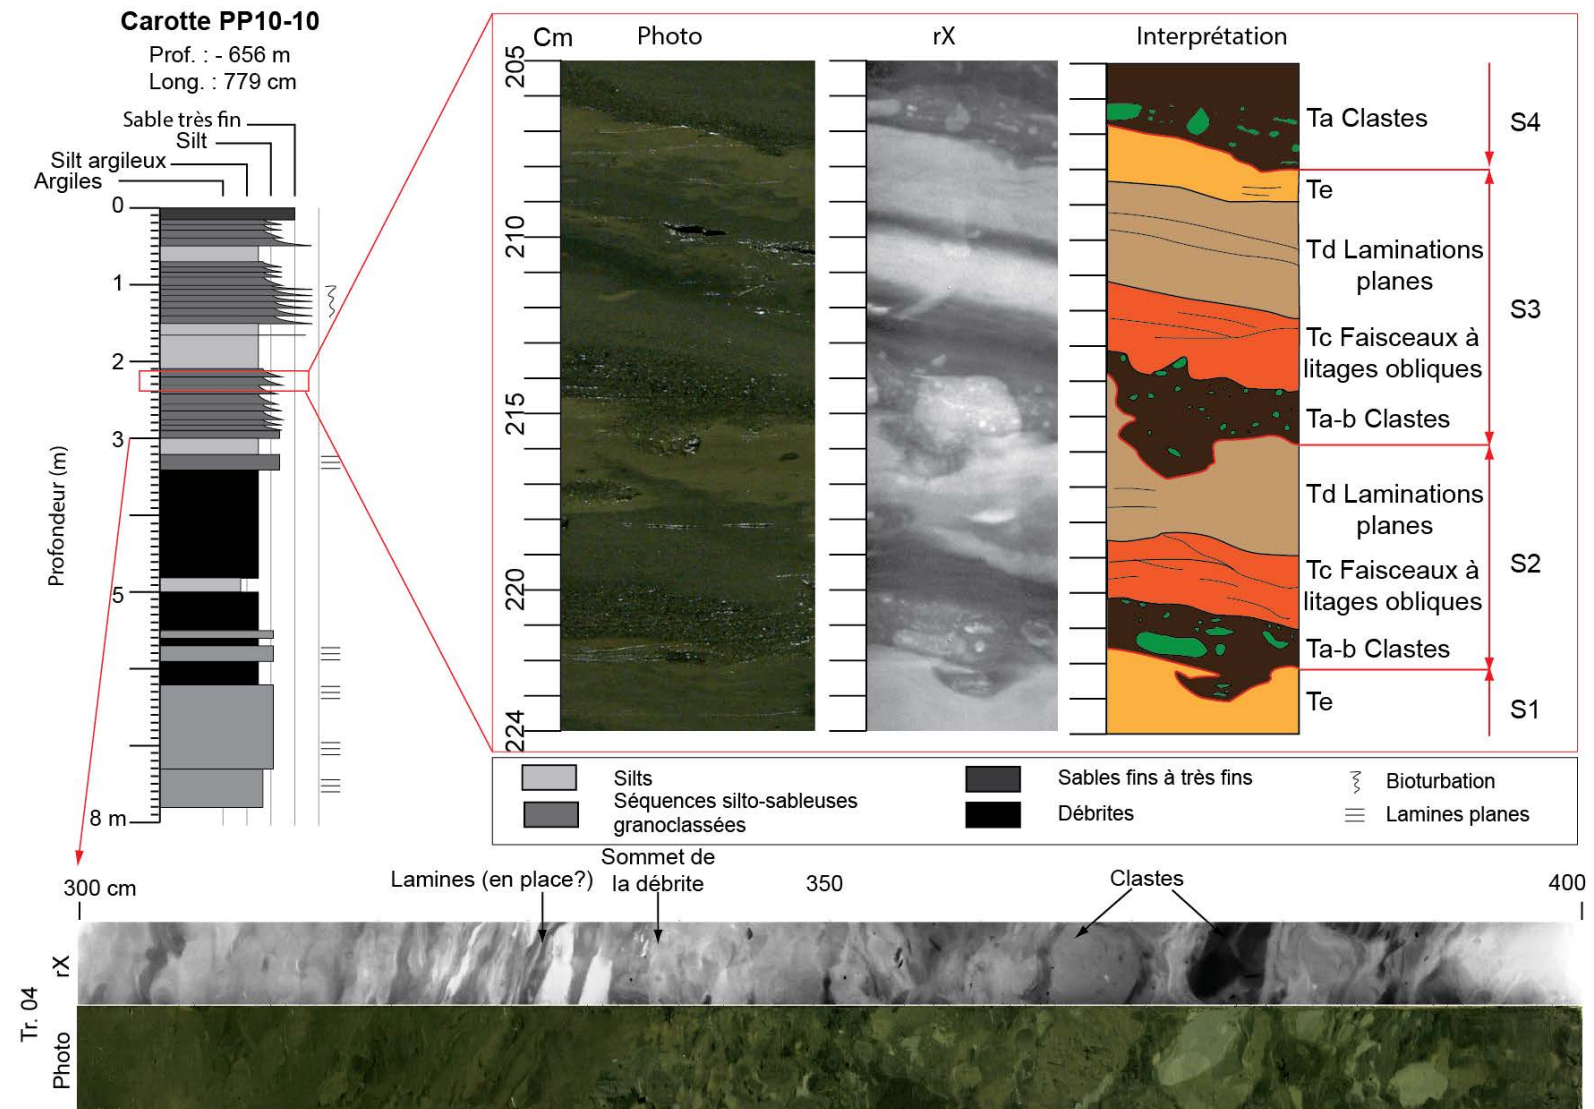 Carotte PP10-10
Prof. : - 656 m
Long. : 779 cm
Sable très fin
Silt
Silt argileux
Argiles
0
1
2
3
5
8 m
Profondeur (m)
Cm
Photo
rX
Interprétation
205
210
215
220
224
Ta Clastes
Te
Td Laminations
planes
Tc Faisceaux à
litages obliques
Ta-b Clastes
Td Laminations
planes
Tc Faisceaux à
litages obliques
Ta-b Clastes
Te
S4
S3
S2
S1
Silts
Séquences silto-sableuses
granoclassées
Sables fins à très fins
Débrites
Bioturbation
Lamines planes
300 cm
Lamines (en place?)
Sommet de
la débrite
350
Clastes
400
Tr. 04
rX
Photo